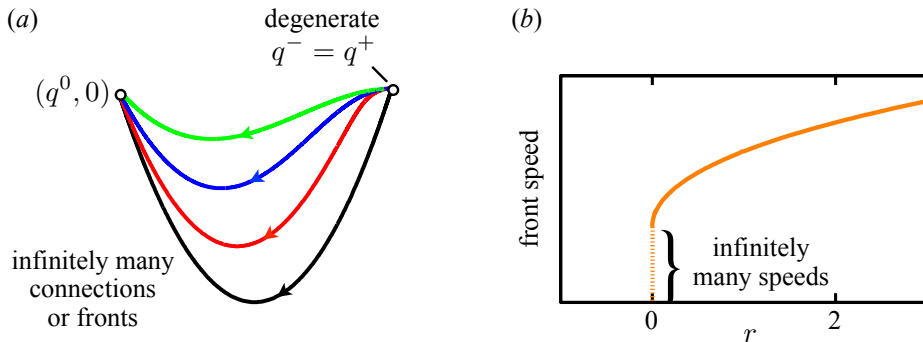 (a)
degenerate
q⁻ = q⁺
(q⁰, 0)
infinitely many
connections
or fronts
(b)
front speed
infinitely
many speeds
0
2
r